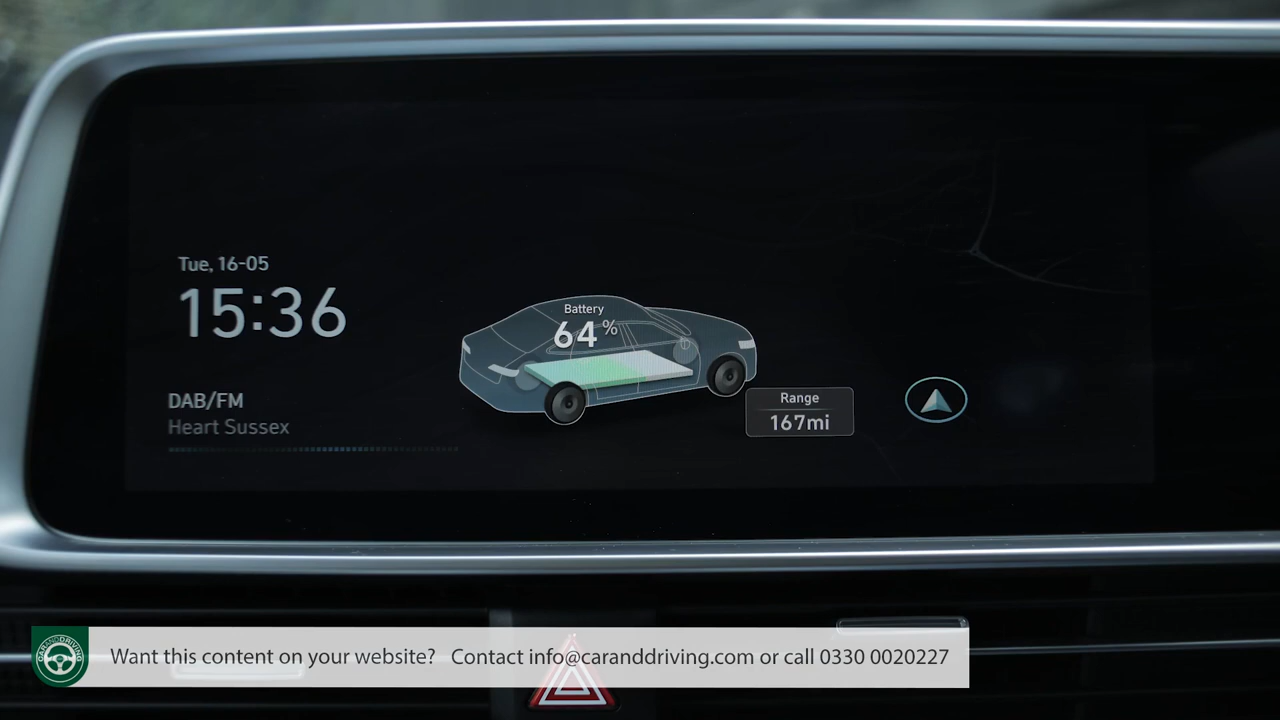 Tue, 16-05
15:36
Battery
64%
Range
167mi
DAB/FM
Heart Sussex
CARANDDRIVING
Want this content on your website? Contact info@caranddriving.com or call 0330 0020227